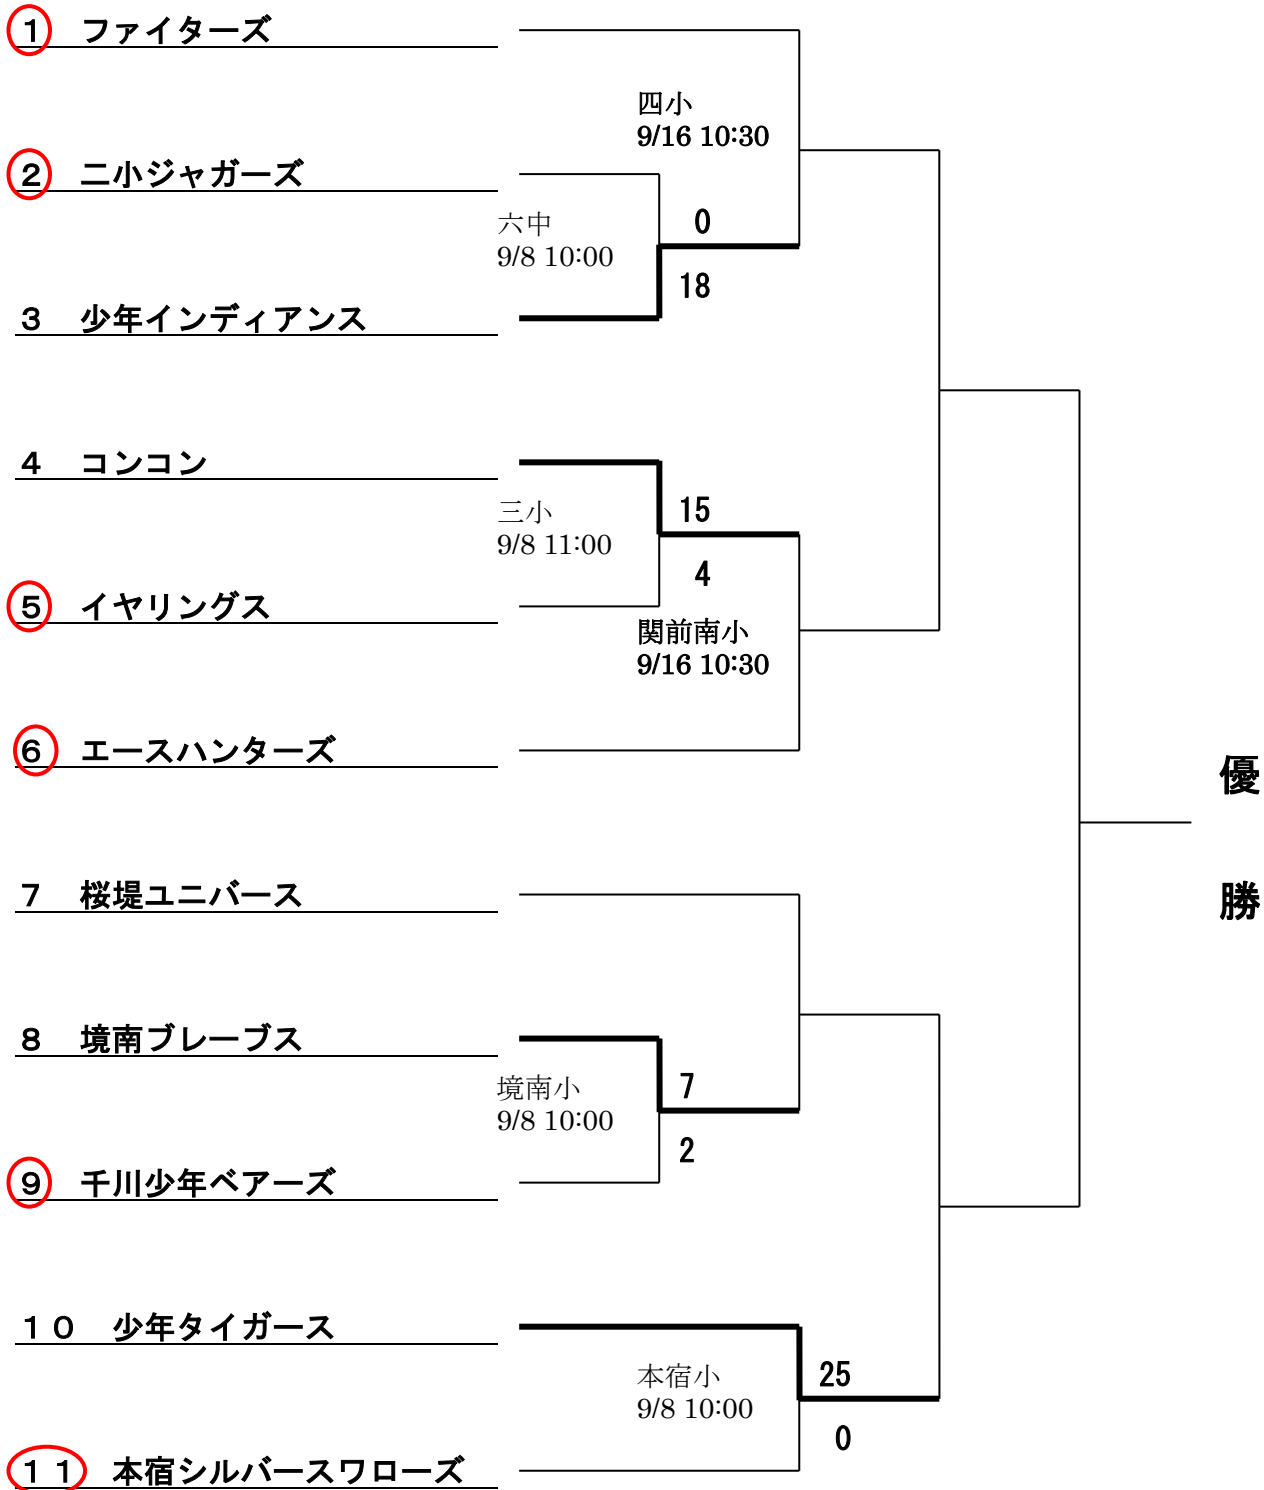 １　ファイターズ
四小
9/16 10:30
２　二小ジャガーズ
六中
9/8 10:00
0
18
３　少年インディアンス
４　コンコン
三小
9/8 11:00
15
4
５　イヤリングス
関前南小
9/16 10:30
６　エースハンターズ
優
勝
７　桜堤ユニバース
８　境南ブレーブス
境南小
9/8 10:00
7
2
９　千川少年ベアーズ
１０　少年タイガース
本宿小
9/8 10:00
25
0
１１　本宿シルバースワローズ